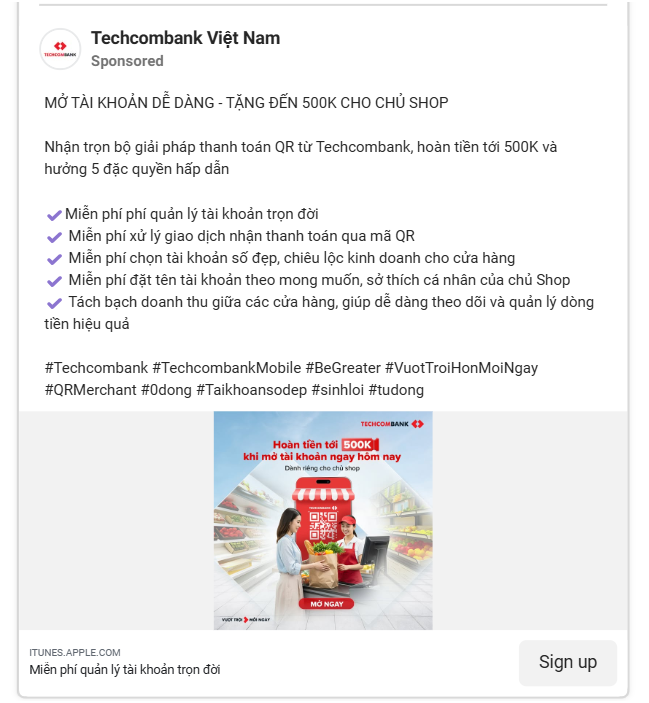 TECHCOMBANK
Techcombank Việt Nam
Sponsored
MỞ TÀI KHOẢN DỄ DÀNG - TẶNG ĐẾN 500K CHO CHỦ SHOP
Nhận trọn bộ giải pháp thanh toán QR từ Techcombank, hoàn tiền tới 500K và
hưởng 5 đặc quyền hấp dẫn
✔ Miễn phí phí quản lý tài khoản trọn đời
✔ Miễn phí xử lý giao dịch nhận thanh toán qua mã QR
✔ Miễn phí chọn tài khoản số đẹp, chiêu lộc kinh doanh cho cửa hàng
✔ Miễn phí đặt tên tài khoản theo mong muốn, sở thích cá nhân của chủ Shop
✔ Tách bạch doanh thu giữa các cửa hàng, giúp dễ dàng theo dõi và quản lý dòng
tiền hiệu quả
#Techcombank #TechcombankMobile #BeGreater #VuotTroiHonMoiNgay
#QRMerchant #0dong #Taikhoansodep #sinhloi #tudong
TECHCOMBANK
Hoàn tiền tới 500K
khi mở tài khoản ngay hôm nay
Dành riêng cho chủ shop
TECHCOMBANK
MỞ NGAY
VƯỢT TRỘI MỖI NGÀY
ITUNES.APPLE.COM
Miễn phí quản lý tài khoản trọn đời
Sign up